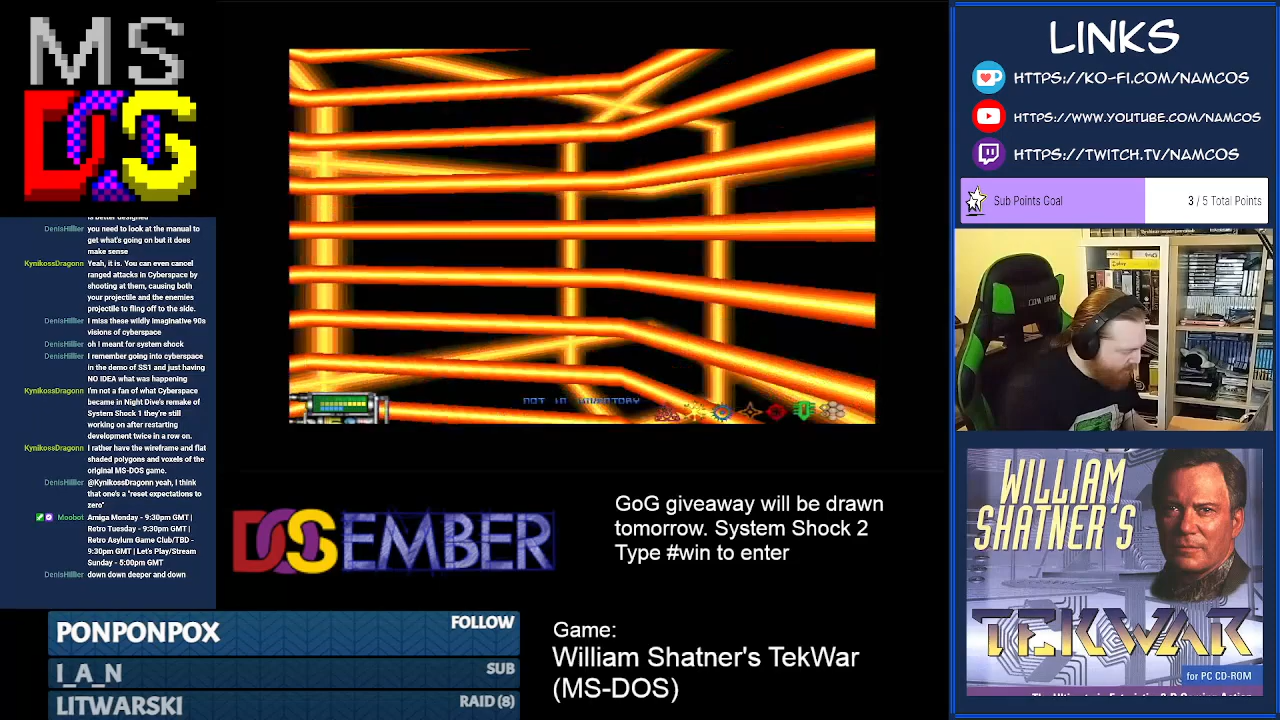 MS
DOS
is better designed
DenisHillier you need to look at the manual to
get what's going on but it does
make sense
KynikossDragonn Yeah, it is. You can even cancel
ranged attacks in Cyberspace by
shooting at them, causing both
your projectile and the enemies
projectile to fling off to the side.
DenisHillier I miss these wildly imaginative 90s
visions of cyberspace
DenisHillier oh I meant for system shock
DenisHillier I remember going into cyberspace
in the demo of SS1 and just having
NO IDEA what was happening
KynikossDragonn I'm not a fan of what Cyberspace
became in Night Dive's remake of
System Shock 1 they're still
working on after restarting
development twice in a row on.
KynikossDragonn I rather have the wireframe and flat
shaded polygons and voxels of the
original MS-DOS game.
DenisHillier @KynikossDragonn yeah, I think
that one's a "reset expectations to
zero"
Moobot Amiga Monday - 9:30pm GMT |
Retro Tuesday - 9:30pm GMT |
Retro Asylum Game Club/TBD -
9:30pm GMT | Let's Play/Stream
Sunday - 5:00pm GMT
DenisHillier down down deeper and down
NOT IN INVENTORY
DOSEMBER
GoG giveaway will be drawn
tomorrow. System Shock 2
Type #win to enter
PONPONPOX FOLLOW
I_A_N SUB
LITWARSKI RAID (8)
Game:
William Shatner's TekWar
(MS-DOS)
LINKS
HTTPS://KO-FI.COM/NAMCOS
HTTPS://WWW.YOUTUBE.COM/NAMCOS
HTTPS://TWITCH.TV/NAMCOS
Sub Points Goal 3 / 5 Total Points
WILLIAM
SHATNER'S
TEKWAR
for PC CD-ROM